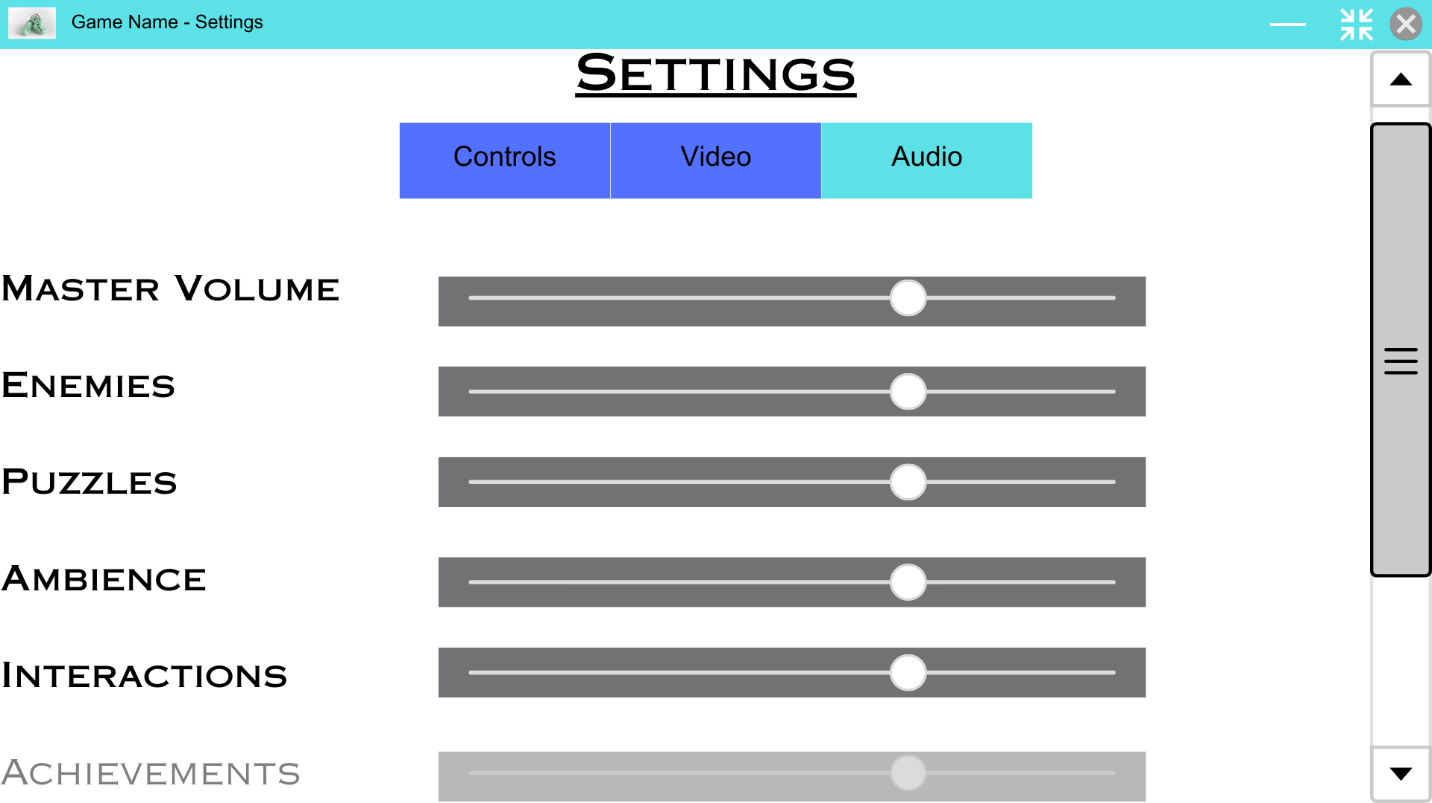 Game Name - Settings
Settings
Controls Video Audio
Master Volume
Enemies
Puzzles
Ambience
Interactions
Achievements